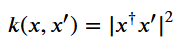 k(x, x′) = |x†x′|²